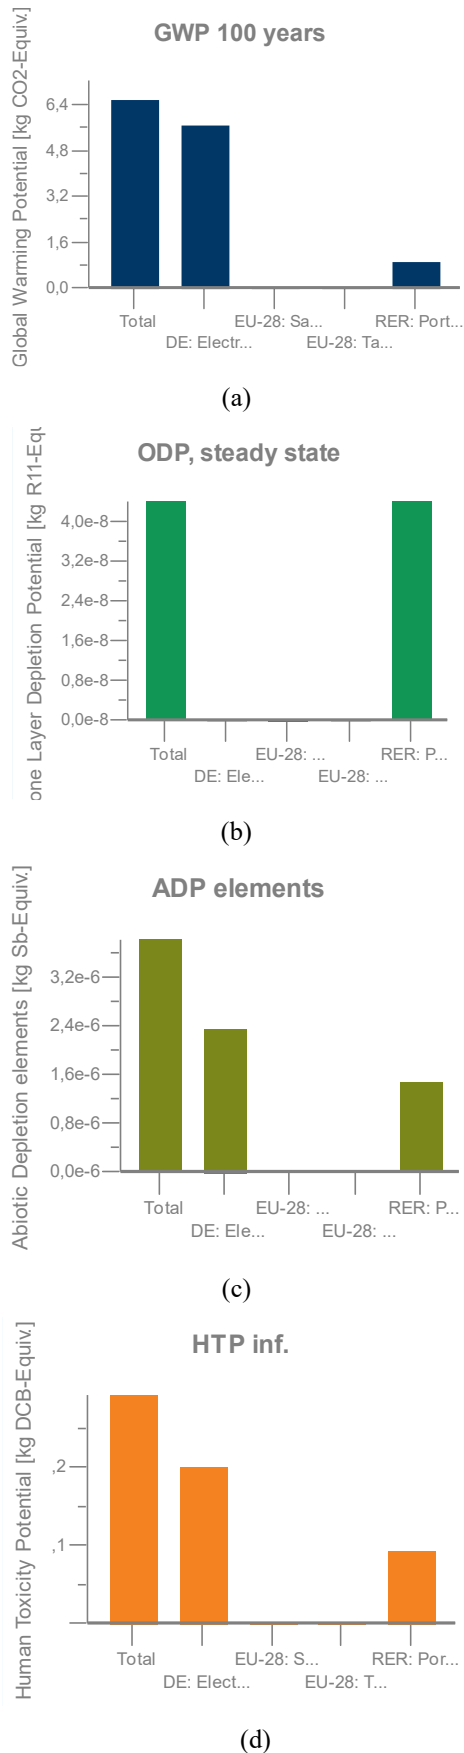 GWP 100 years
Global Warming Potential [kg CO2-Equiv.]
6,4
4,8
3,2
1,6
0,0
Total
EU-28: Sa...
RER: Port...
DE: Electr...
EU-28: Ta...
(a)
ODP, steady state
one Layer Depletion Potential [kg R11-Equ
4,0e-8
3,2e-8
2,4e-8
1,6e-8
0,8e-8
0,0e-8
Total
EU-28: ...
RER: P...
DE: Ele...
EU-28: ...
(b)
ADP elements
Abiotic Depletion elements [kg Sb-Equiv.]
3,2e-6
2,4e-6
1,6e-6
0,8e-6
0,0e-6
Total
EU-28: ...
RER: P...
DE: Ele...
EU-28: ...
(c)
HTP inf.
Human Toxicity Potential [kg DCB-Equiv.]
,2
,1
Total
EU-28: S...
RER: Por...
DE: Elect...
EU-28: T...
(d)